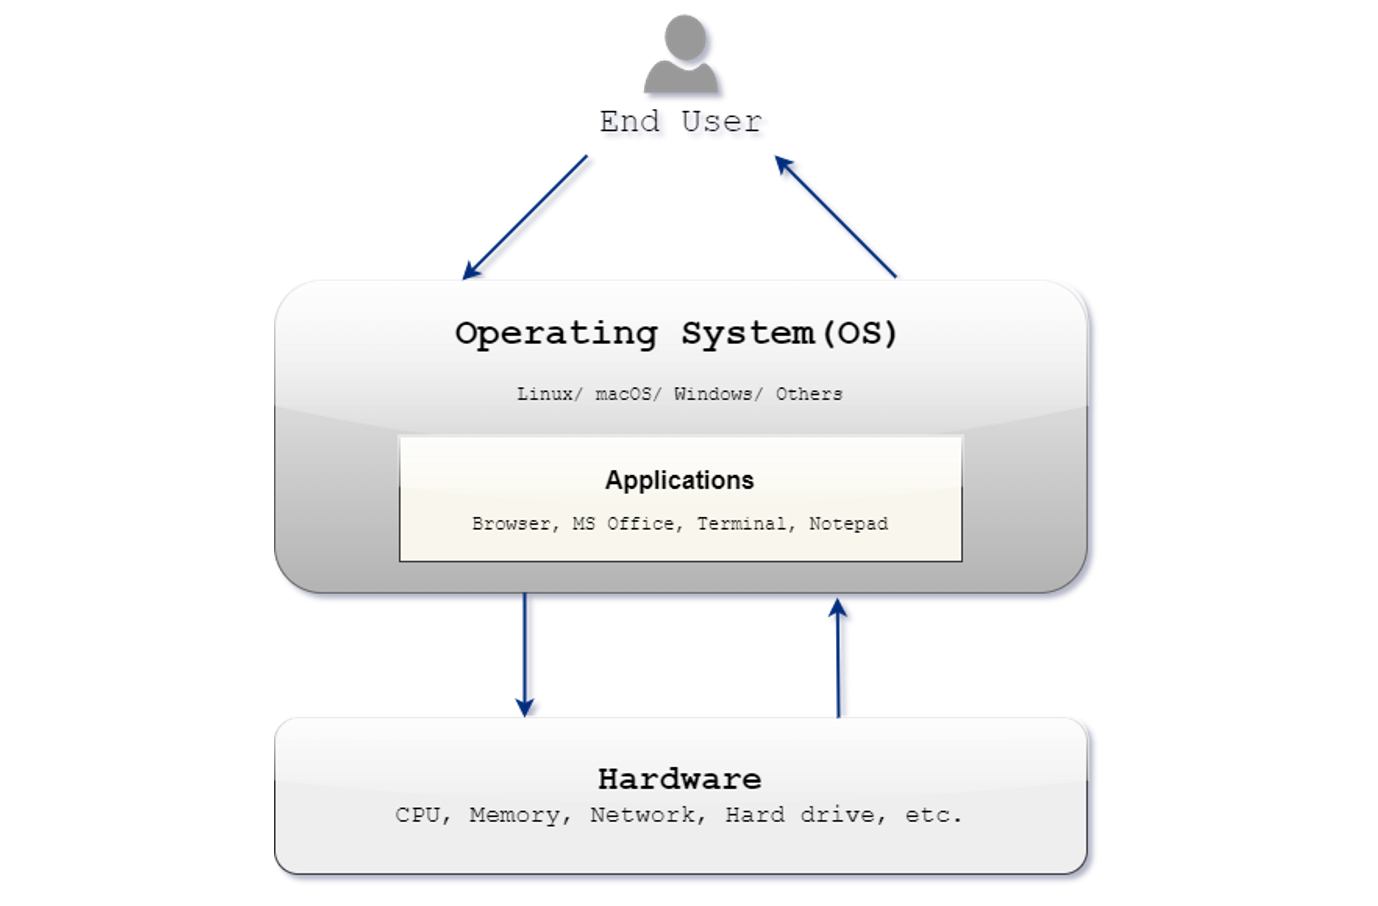 End User
Operating System(OS)
Linux/ macOS/ Windows/ Others
Applications
Browser, MS Office, Terminal, Notepad
Hardware
CPU, Memory, Network, Hard drive, etc.